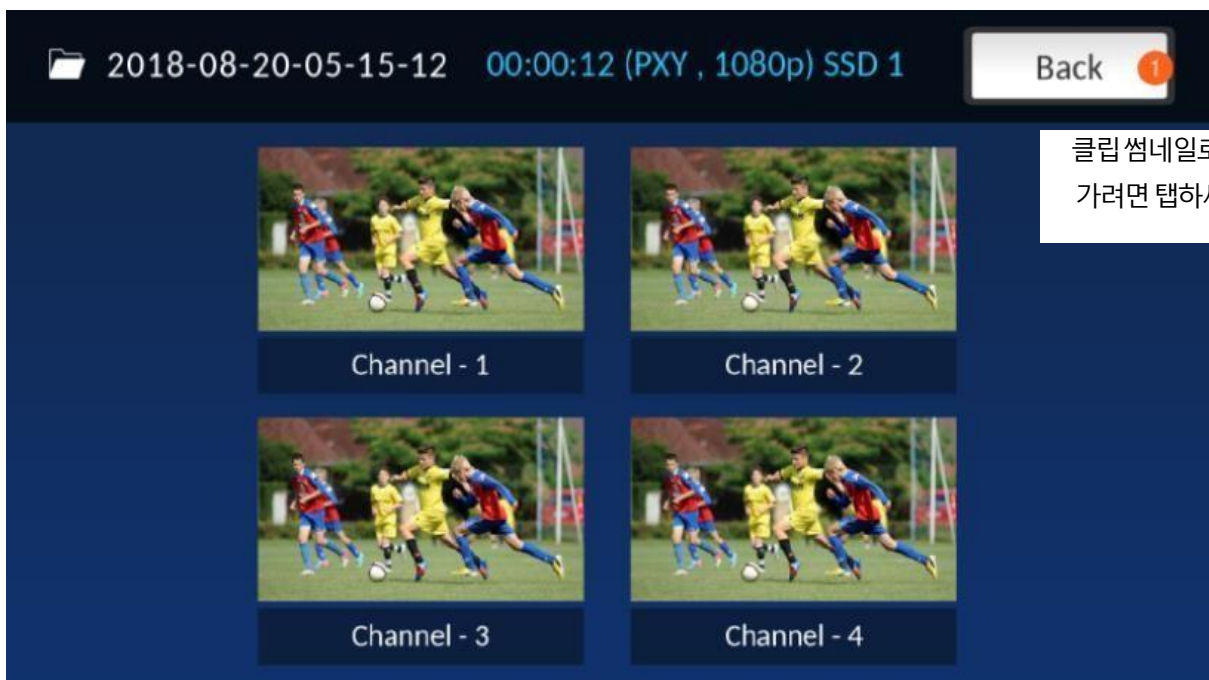 2018-08-20-05-15-12 00:00:12 (PXY , 1080p) SSD 1 Back 1
클립 썸네일로
가려면 탭하
Channel - 1 Channel - 2
Channel - 3 Channel - 4